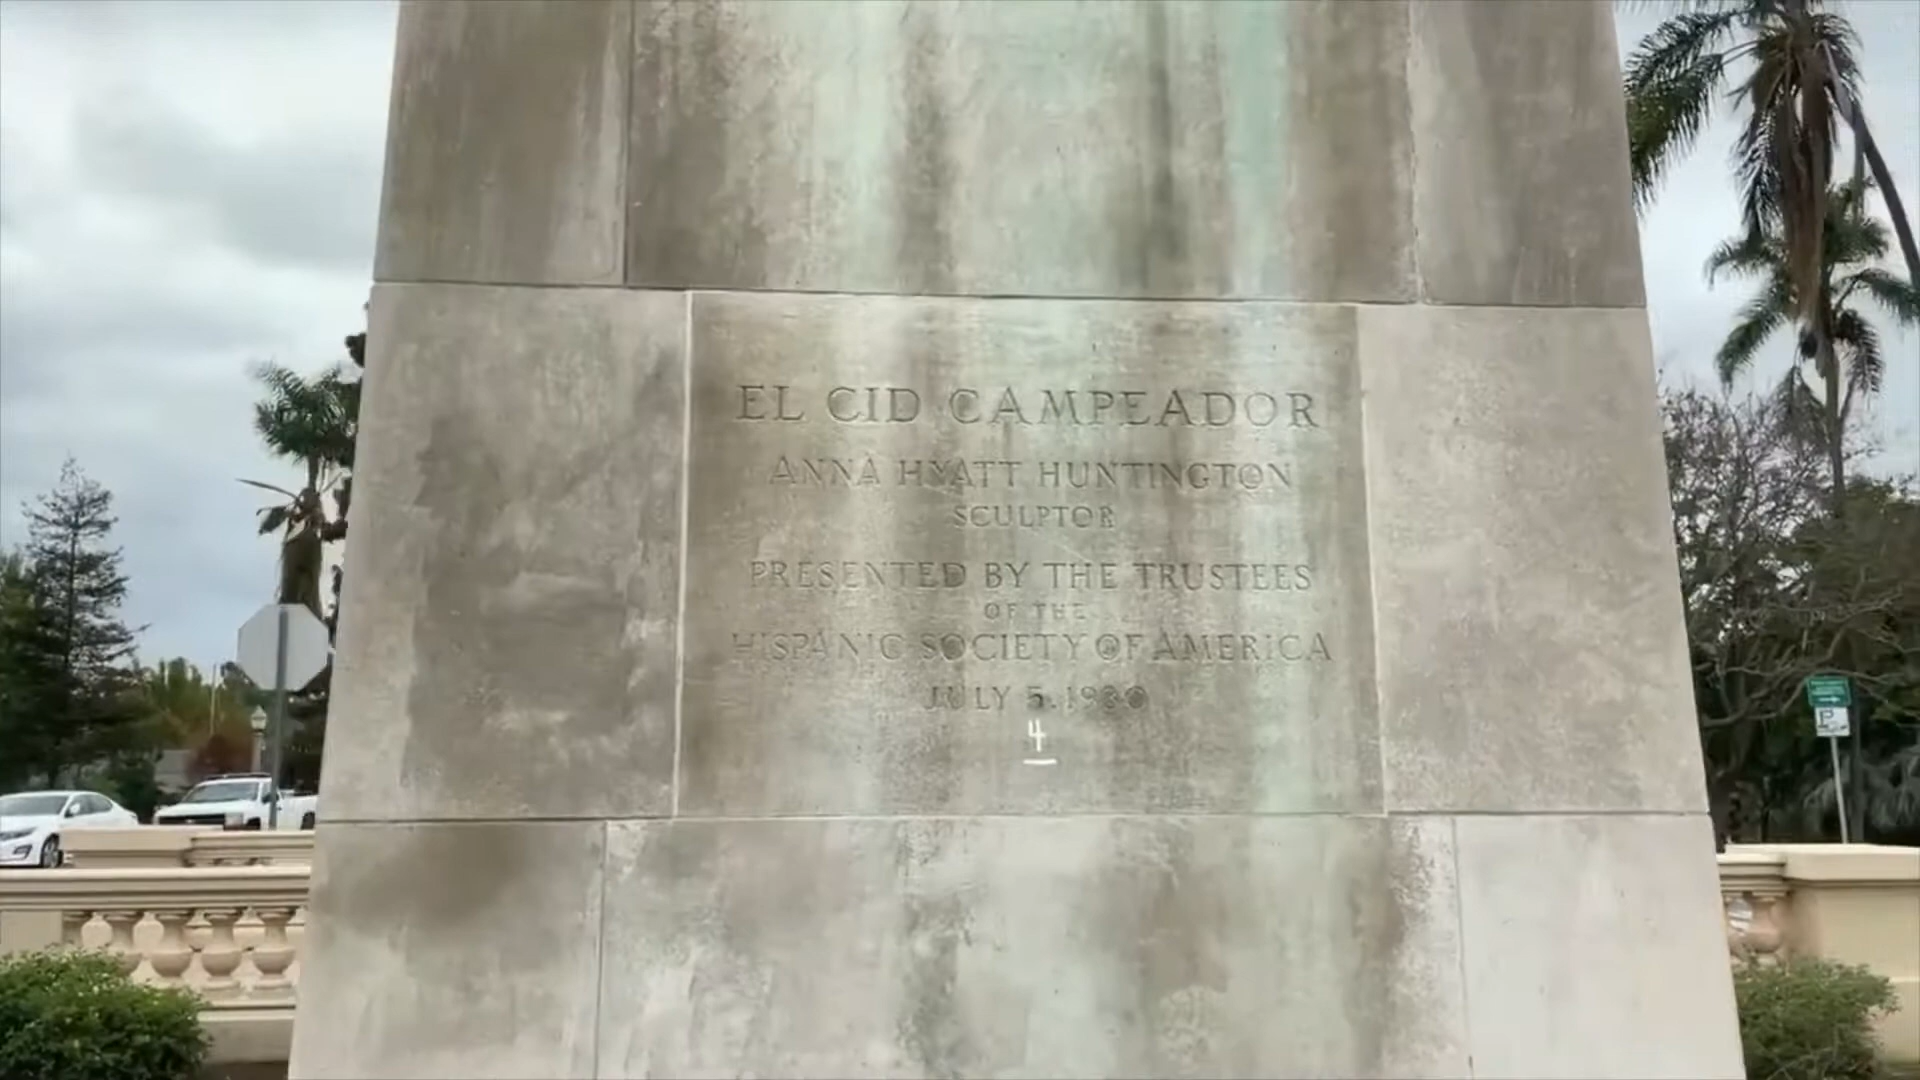 EL CID CAMPEADOR
ANNA HYATT HUNTINGTON
SCULPTOR
PRESENTED BY THE TRUSTEES
OF THE
HISPANIC SOCIETY OF AMERICA
JULY 5.1930
4
P